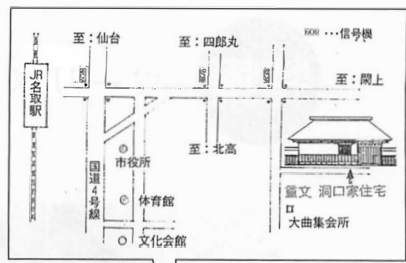 至：仙台
至：四郎丸
…信号機
至：閖上
JR名取駅
市役所
至：北高
国道4号線
体育館
文化会館
重文 洞口家住宅
大曲集会所